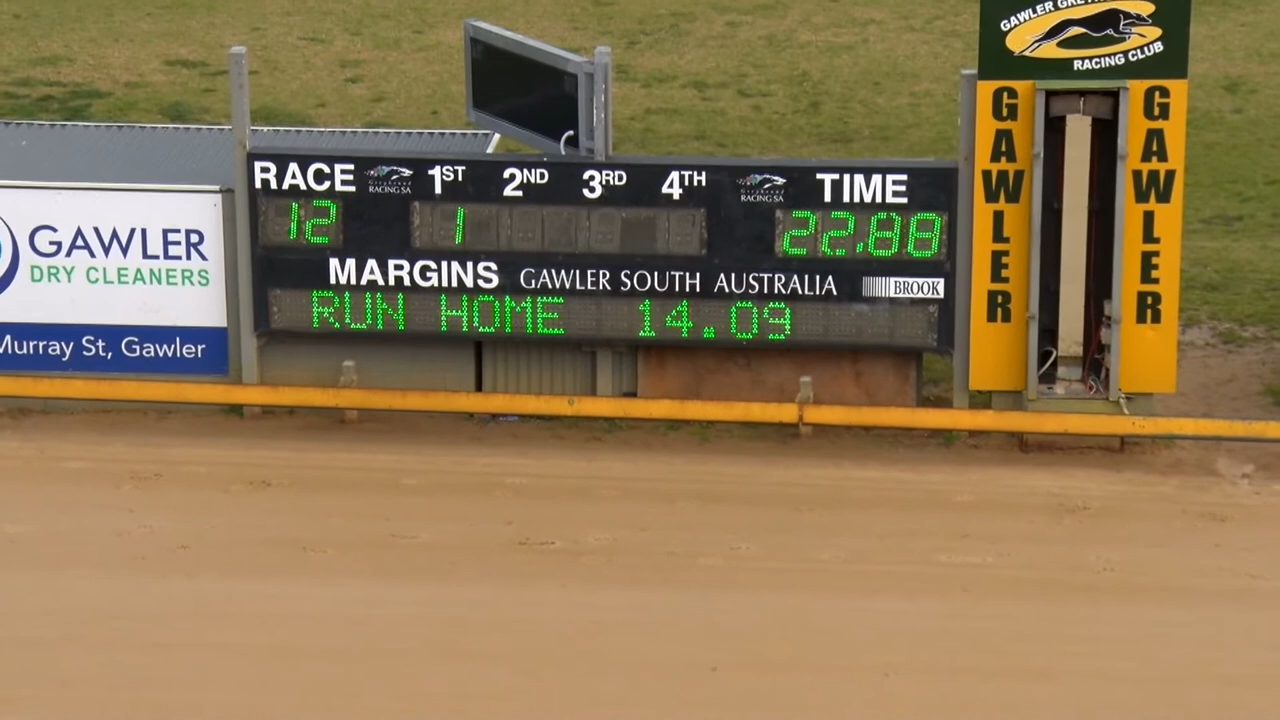 GAWLER
RACING CLUB
GAWLER
GAWLER
RACE
Greyhound
RACING SA
1ST 2ND 3RD 4TH
Greyhound
RACING SA
TIME
12 1 22.88
MARGINS GAWLER SOUTH AUSTRALIA BROOK
RUN HOME 14.09
GAWLER
DRY CLEANERS
Murray St, Gawler